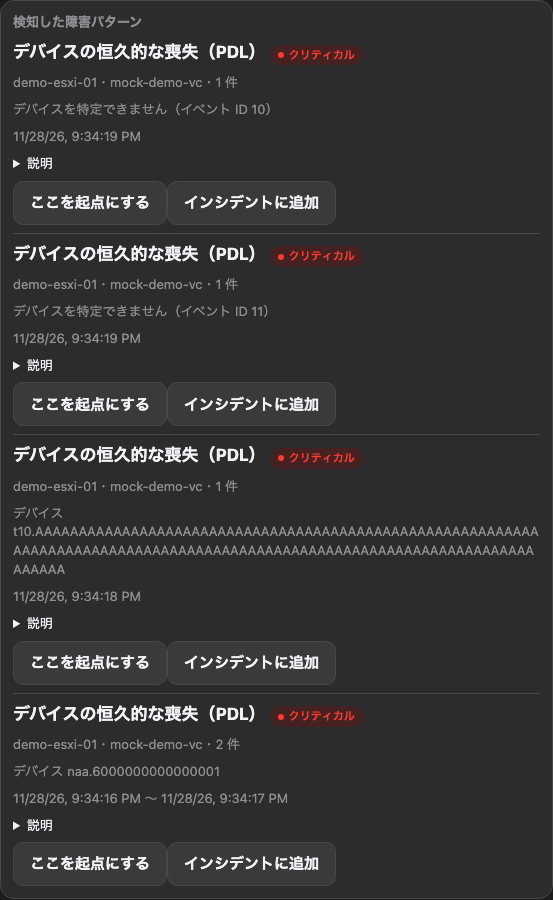 検知した障害パターン
デバイスの恒久的な喪失（PDL） ● クリティカル
demo-esxi-01・mock-demo-vc・1 件
デバイスを特定できません（イベント ID 10）
11/28/26, 9:34:19 PM
▶ 説明
ここを起点にする インシデントに追加
デバイスの恒久的な喪失（PDL） ● クリティカル
demo-esxi-01・mock-demo-vc・1 件
デバイスを特定できません（イベント ID 11）
11/28/26, 9:34:19 PM
▶ 説明
ここを起点にする インシデントに追加
デバイスの恒久的な喪失（PDL） ● クリティカル
demo-esxi-01・mock-demo-vc・1 件
デバイス
t10.AAAAAAAAAAAAAAAAAAAAAAAAAAAAAAAAAAAAAAAAAAAAAAAAAAAAAAAAAA
AAAAAAAAAAAAAAAAAAAAAAAAAAAAAAAAAAAAAAAAAAAAAAAAAAAAAAAAAAAA
AAAAAA
11/28/26, 9:34:18 PM
▶ 説明
ここを起点にする インシデントに追加
デバイスの恒久的な喪失（PDL） ● クリティカル
demo-esxi-01・mock-demo-vc・2 件
デバイス naa.6000000000000001
11/28/26, 9:34:16 PM ～ 11/28/26, 9:34:17 PM
▶ 説明
ここを起点にする インシデントに追加